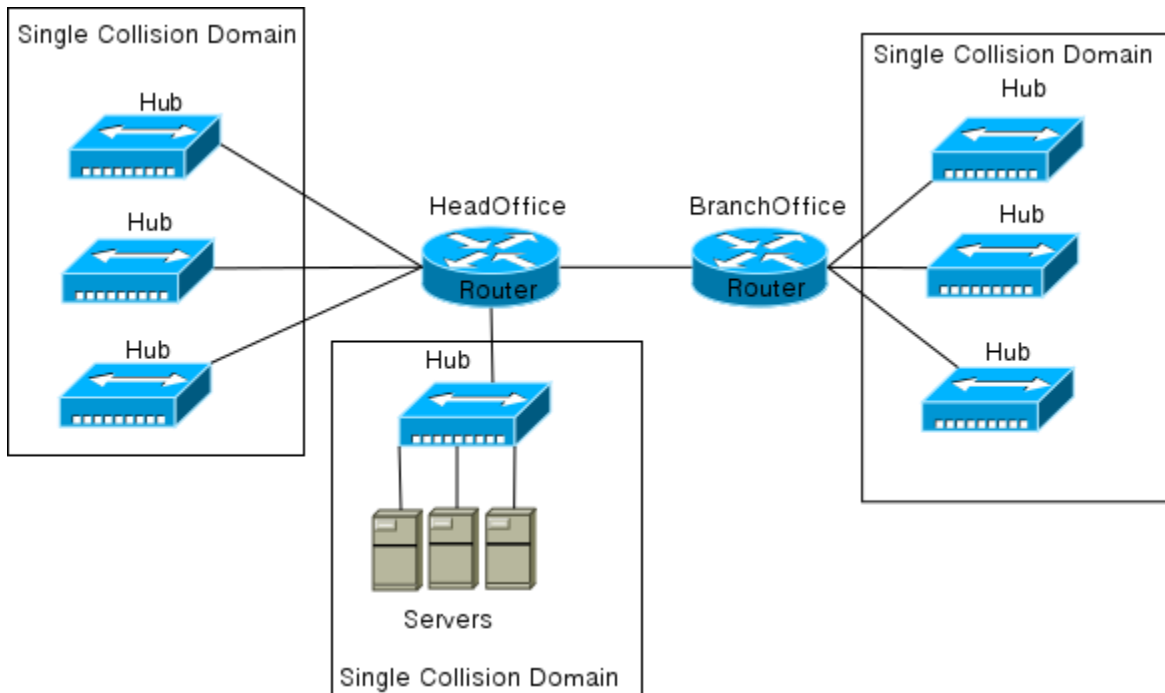 Single Collision Domain
Hub
Hub
Hub
HeadOffice
Router
BranchOffice
Router
Single Collision Domain
Hub
Hub
Hub
Hub
Servers
Single Collision Domain